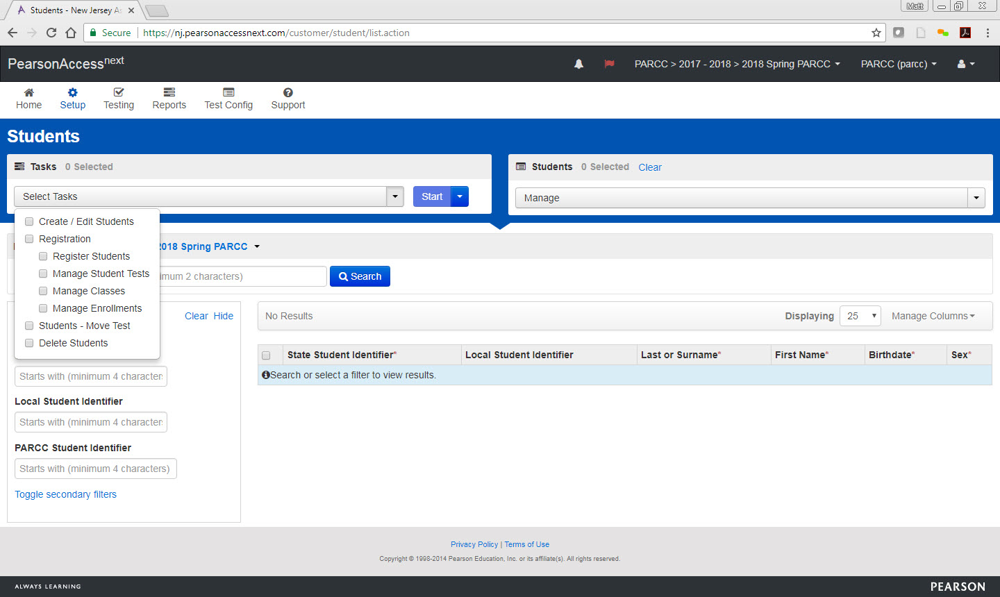 Students - New Jersey As
Matt
Secure
https://nj.pearsonaccessnext.com/customer/student/list.action
PearsonAccessnext
PARCC > 2017 - 2018 > 2018 Spring PARCC
PARCC (parcc)
Home
Setup
Testing
Reports
Test Config
Support
Students
Tasks 0 Selected
Students 0 Selected Clear
Select Tasks
Start
Manage
Create / Edit Students
Registration
Register Students
Manage Student Tests
Manage Classes
Manage Enrollments
Students - Move Test
Delete Students
2018 Spring PARCC
mum 2 characters)
Search
Clear Hide
No Results
Displaying 25 Manage Columns
State Student Identifier* Local Student Identifier Last or Surname* First Name* Birthdate* Sex*
Search or select a filter to view results.
Starts with (minimum 4 characters
Local Student Identifier
Starts with (minimum 4 characters
PARCC Student Identifier
Starts with (minimum 4 characters)
Toggle secondary filters
Privacy Policy | Terms of Use
Copyright © 1998-2014 Pearson Education, Inc. or its affiliate(s). All rights reserved.
ALWAYS LEARNING
PEARSON